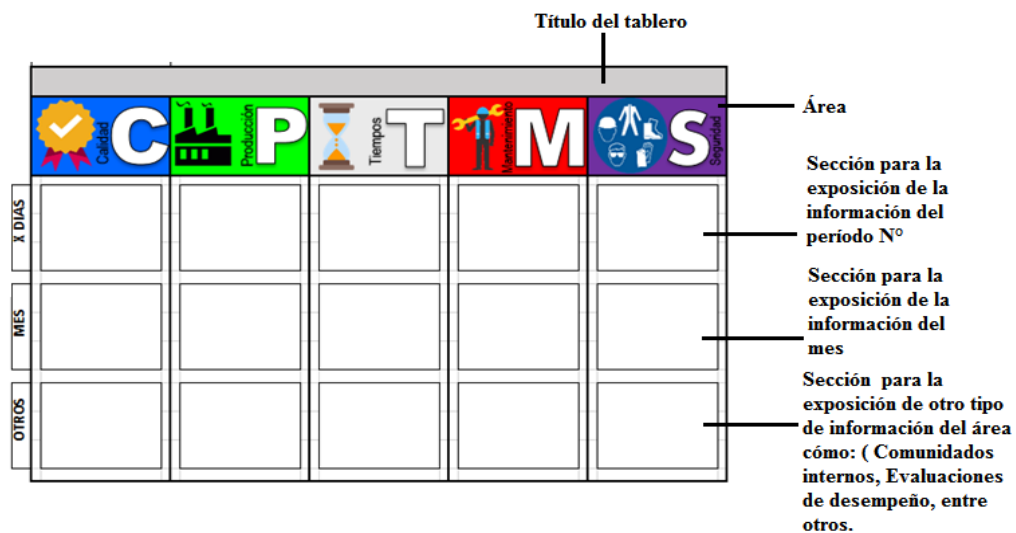 Título del tablero
Calidad
C
Producción
P
Tiempos
T
Mantenimiento
M
S
Seguridad
Área
X DIAS
Sección para la
exposición de la
información del
período N°
MES
Sección para la
exposición de la
información del
mes
OTROS
Sección para la
exposición de otro tipo
de información del área
cómo: ( Comunidados
internos, Evaluaciones
de desempeño, entre
otros.